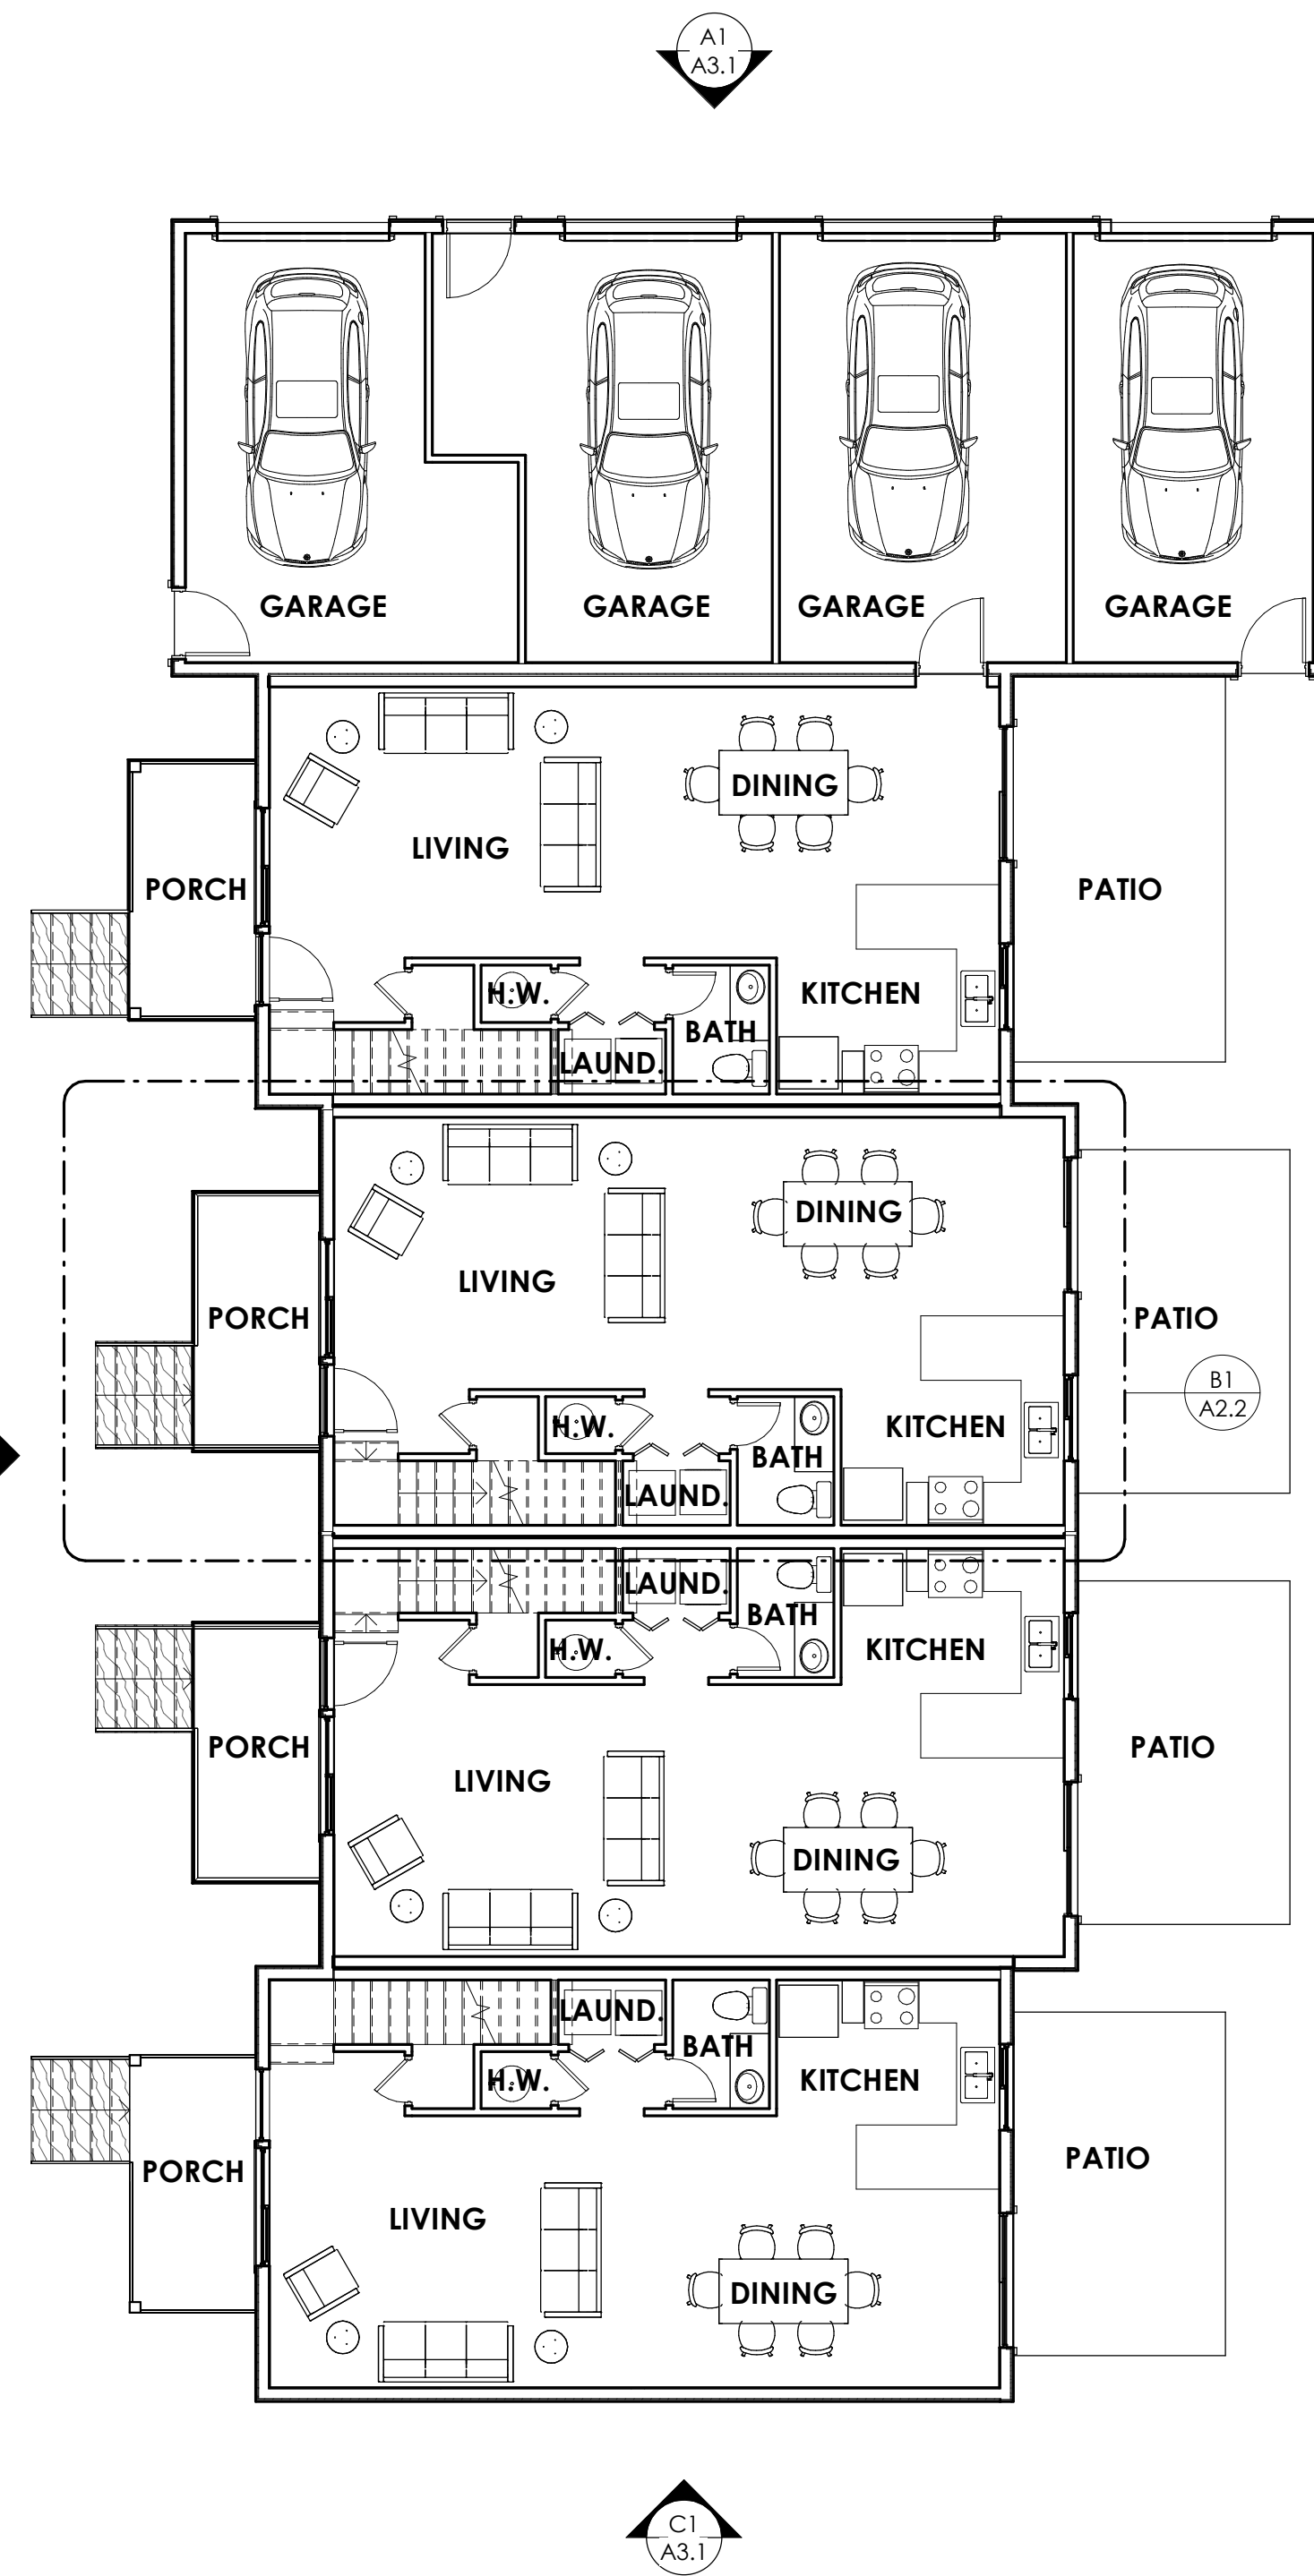 A1
A3.1
GARAGE GARAGE GARAGE GARAGE
DINING
LIVING
PORCH
PATIO
H.W.
KITCHEN
BATH
LAUND.
DINING
LIVING
PORCH
PATIO
B1
A2.2
H.W.
KITCHEN
BATH
LAUND.
LAUND.
BATH
H.W.
KITCHEN
PORCH
PATIO
LIVING
DINING
LAUND.
BATH
H.W.
KITCHEN
PORCH
PATIO
LIVING
DINING
C1
A3.1